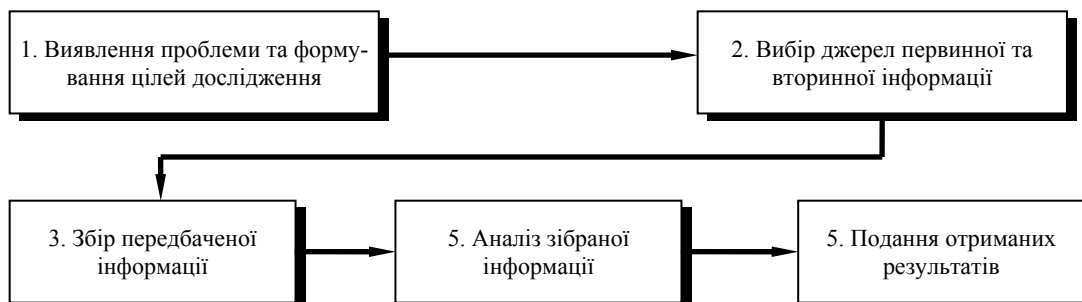 1. Виявлення проблеми та форму-
вання цілей дослідження
2. Вибір джерел первинної та
вторинної інформації
3. Збір передбаченої
інформації
5. Аналіз зібраної
інформації
5. Подання отриманих
результатів